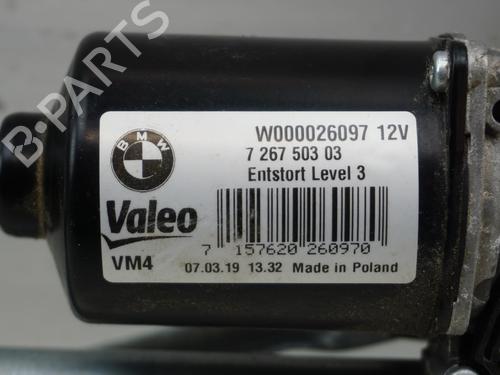 BMW
W000026097 12V
7 267 503 03
Entstort Level 3
Valeo
7 157620 260970
VM4
07.03.19 13.32 Made in Poland